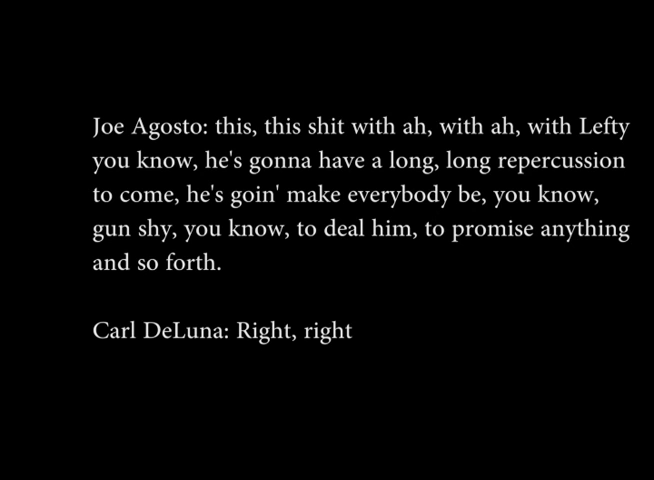 Joe Agosto: this, this shit with ah, with ah, with Lefty
you know, he's gonna have a long, long repercussion
to come, he's goin' make everybody be, you know,
gun shy, you know, to deal him, to promise anything
and so forth.
Carl DeLuna: Right, right